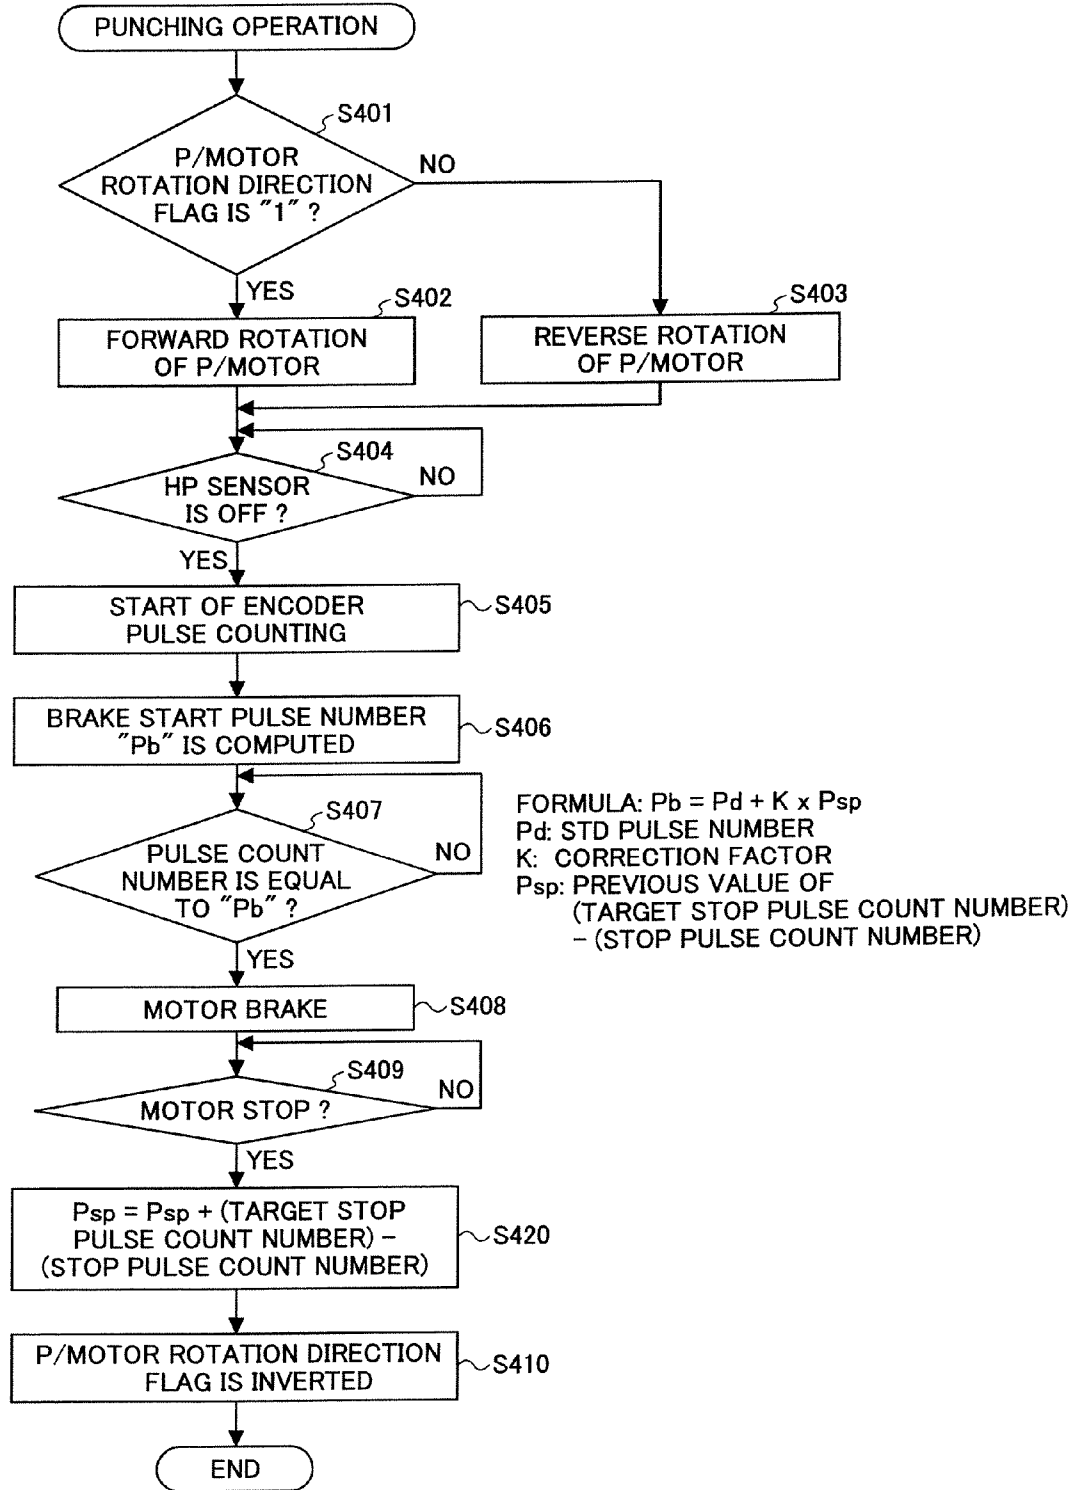 PUNCHING OPERATION
S401
P/MOTOR
ROTATION DIRECTION
FLAG IS "1" ?
NO
YES
S402
FORWARD ROTATION
OF P/MOTOR
S403
REVERSE ROTATION
OF P/MOTOR
S404
HP SENSOR
IS OFF ?
NO
YES
START OF ENCODER
PULSE COUNTING
S405
BRAKE START PULSE NUMBER
"Pb" IS COMPUTED
S406
S407
PULSE COUNT
NUMBER IS EQUAL
TO "Pb" ?
NO
YES
FORMULA: Pb = Pd + K x Psp
Pd: STD PULSE NUMBER
K: CORRECTION FACTOR
Psp: PREVIOUS VALUE OF
(TARGET STOP PULSE COUNT NUMBER)
- (STOP PULSE COUNT NUMBER)
MOTOR BRAKE
S408
S409
MOTOR STOP ?
NO
YES
Psp = Psp + (TARGET STOP
PULSE COUNT NUMBER) -
(STOP PULSE COUNT NUMBER)
S420
P/MOTOR ROTATION DIRECTION
FLAG IS INVERTED
S410
END